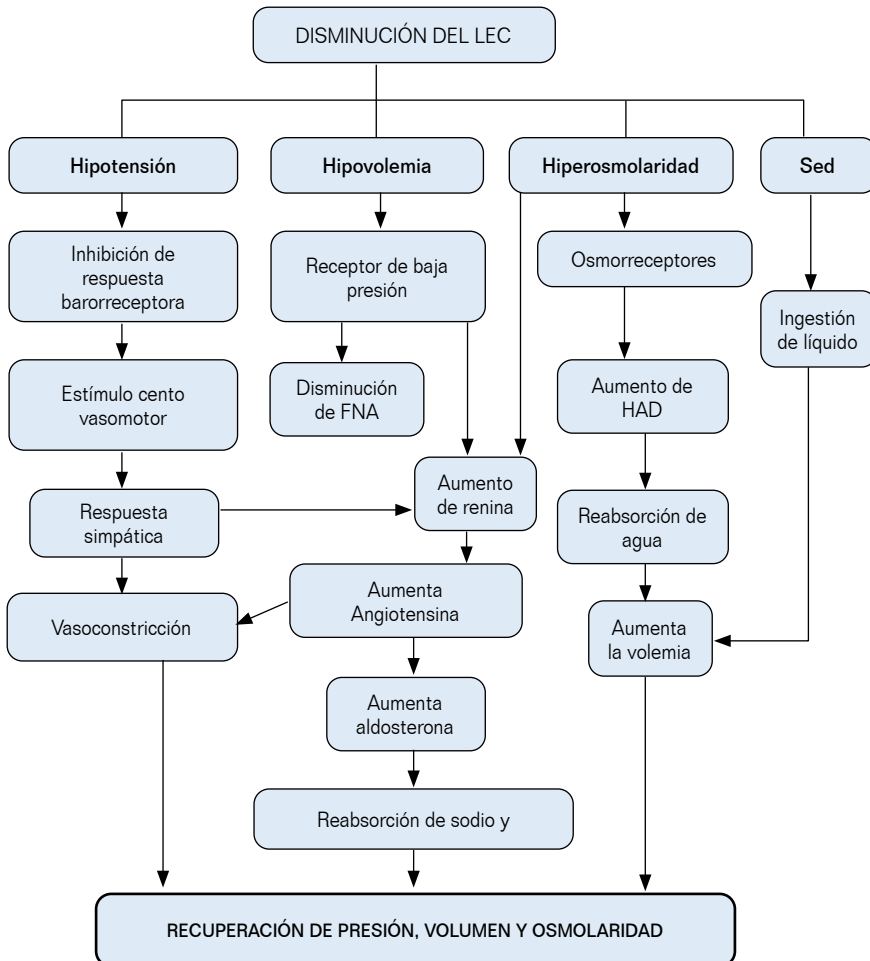 DISMINUCIÓN DEL LEC
Hipotensión
Hipovolemia
Hiperosmolaridad
Sed
Inhibición de
respuesta
barorreceptora
Receptor de baja
presión
Osmorreceptores
Ingestión
de líquido
Estímulo cento
vasomotor
Disminución
de FNA
Aumento de
HAD
Respuesta
simpática
Aumento
de renina
Reabsorción de
agua
Vasoconstricción
Aumenta
Angiotensina
Aumenta
la volemia
Aumenta
aldosterona
Reabsorción de sodio y
RECUPERACIÓN DE PRESIÓN, VOLUMEN Y OSMOLARIDAD